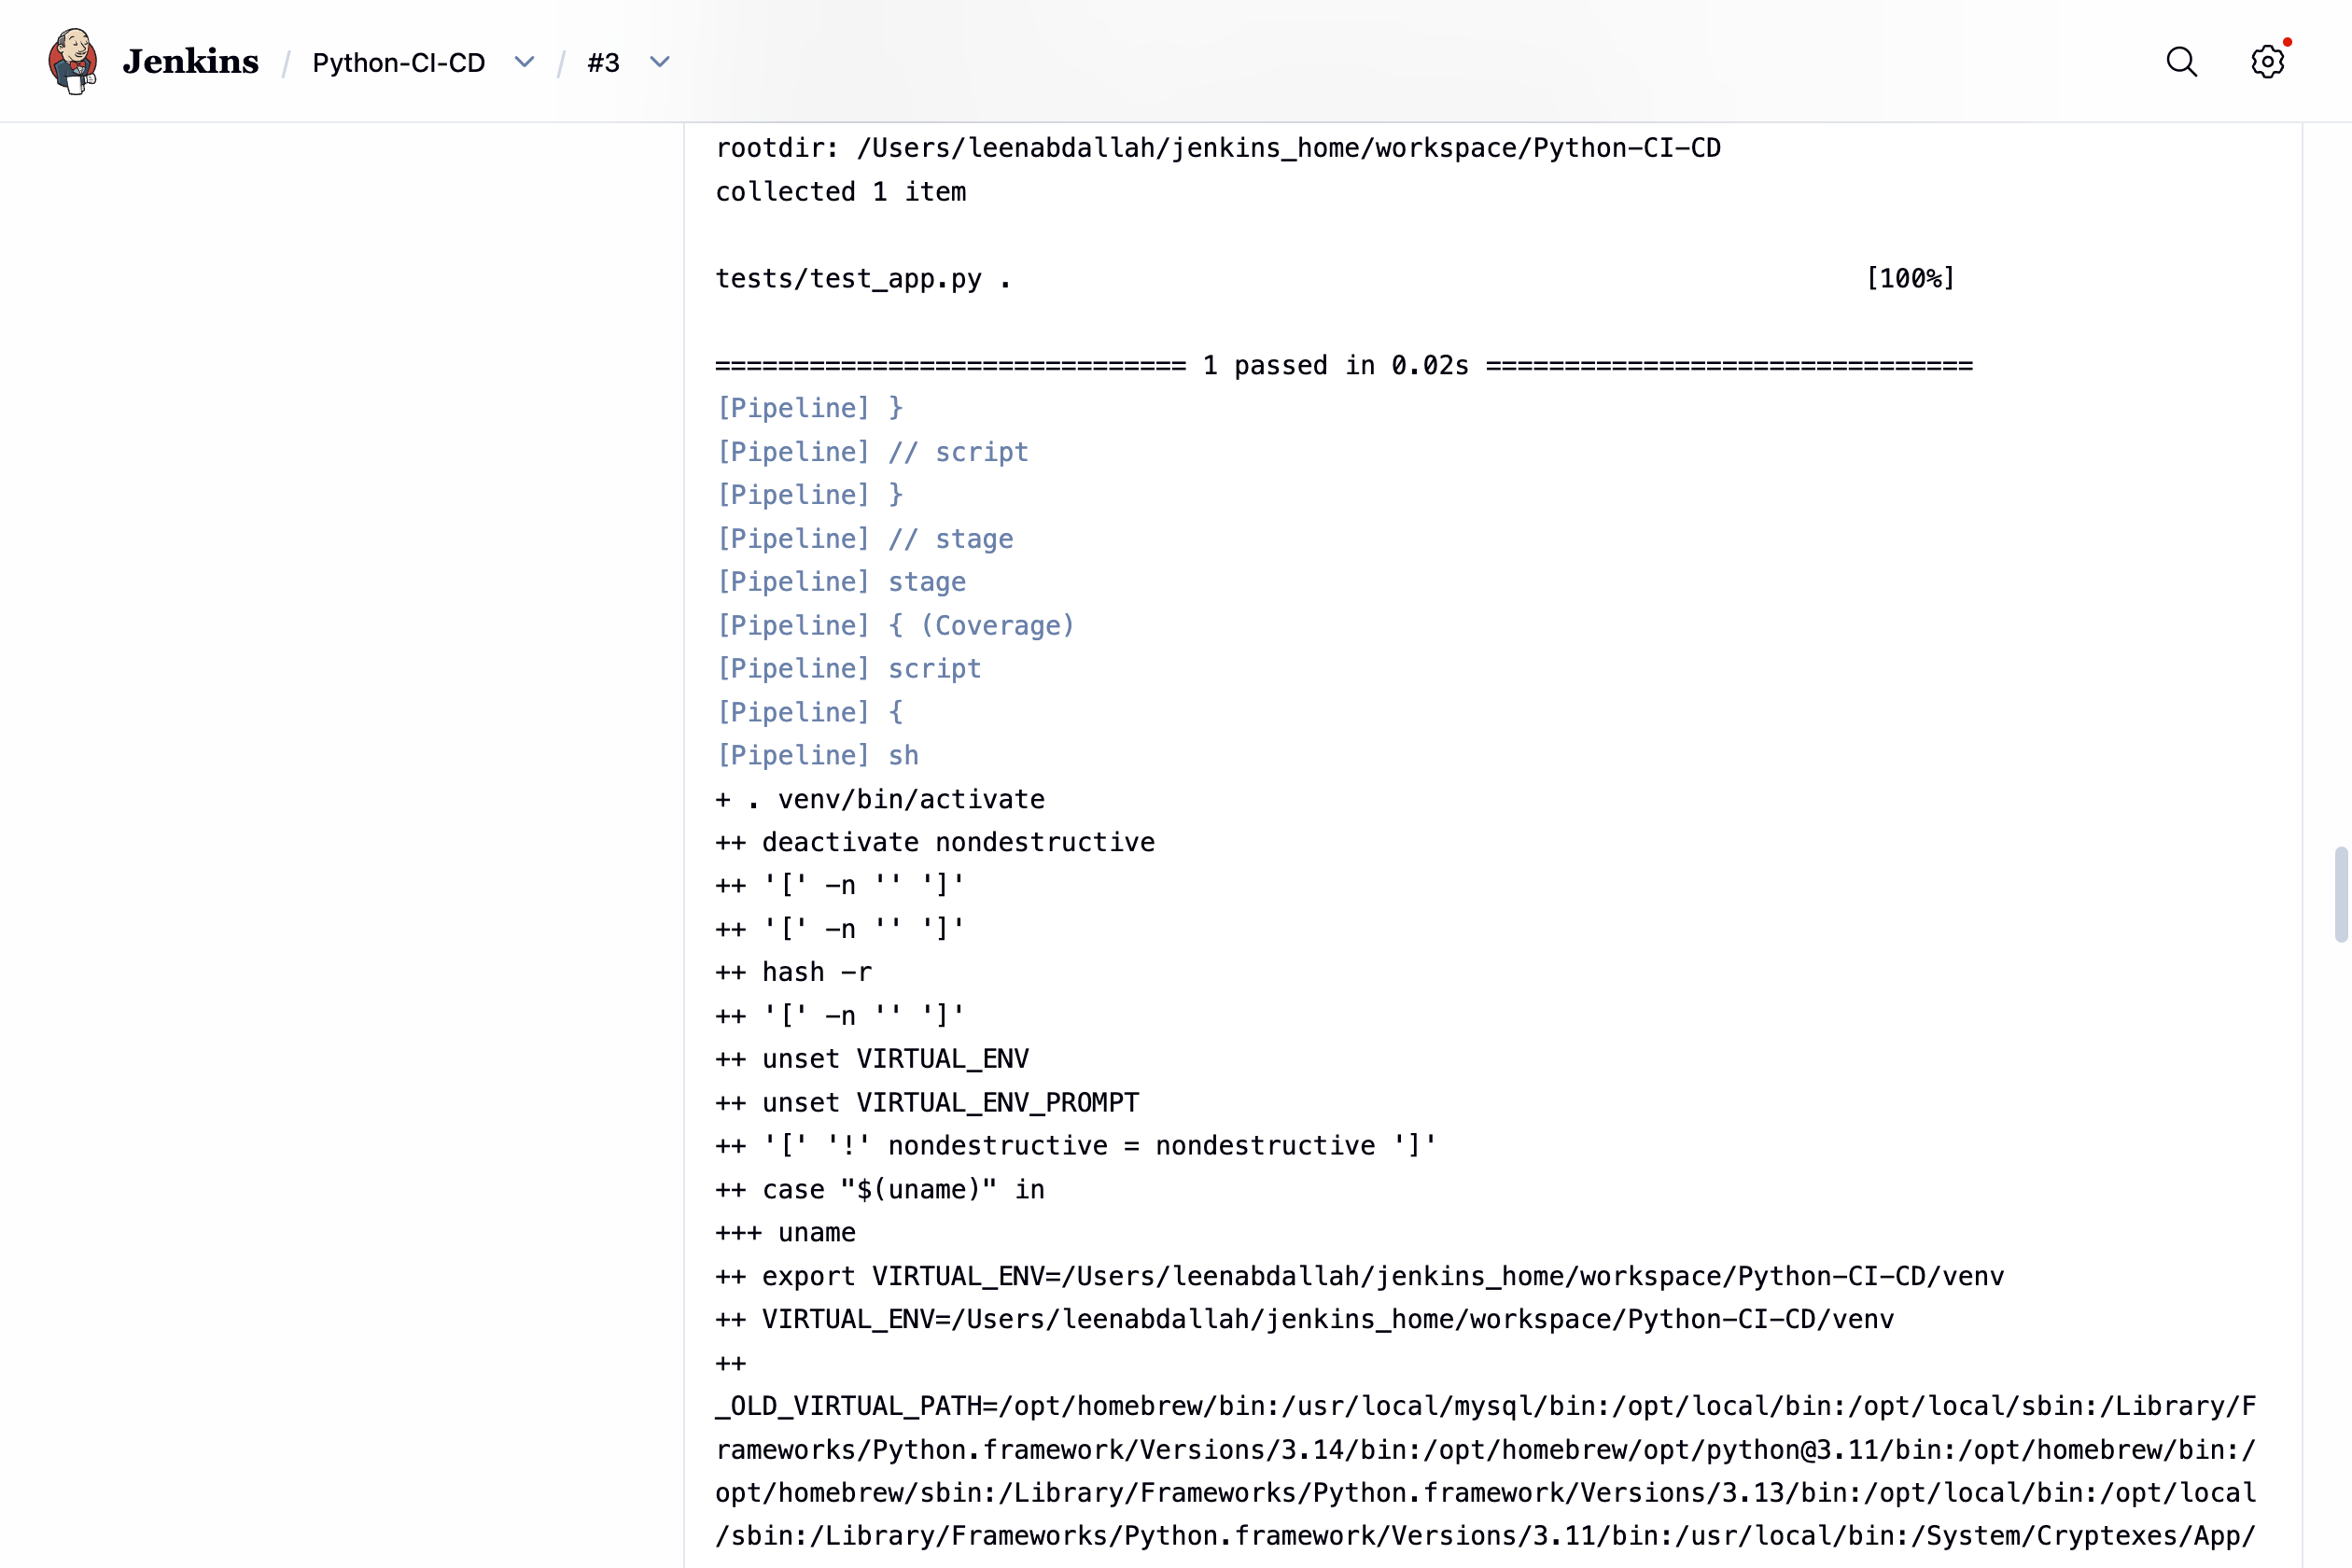 Jenkins / Python-CI-CD / #3
rootdir: /Users/leenabdallah/jenkins_home/workspace/Python-CI-CD
collected 1 item
tests/test_app.py . [100%]
============================== 1 passed in 0.02s ===============================
[Pipeline] }
[Pipeline] // script
[Pipeline] }
[Pipeline] // stage
[Pipeline] stage
[Pipeline] { (Coverage)
[Pipeline] script
[Pipeline] {
[Pipeline] sh
+ . venv/bin/activate
++ deactivate nondestructive
++ '[' -n '' ']'
++ '[' -n '' ']'
++ hash -r
++ '[' -n '' ']'
++ unset VIRTUAL_ENV
++ unset VIRTUAL_ENV_PROMPT
++ '[' '!' nondestructive = nondestructive ']'
++ case "$(uname)" in
+++ uname
++ export VIRTUAL_ENV=/Users/leenabdallah/jenkins_home/workspace/Python-CI-CD/venv
++ VIRTUAL_ENV=/Users/leenabdallah/jenkins_home/workspace/Python-CI-CD/venv
++
_OLD_VIRTUAL_PATH=/opt/homebrew/bin:/usr/local/mysql/bin:/opt/local/bin:/opt/local/sbin:/Library/F
rameworks/Python.framework/Versions/3.14/bin:/opt/homebrew/opt/python@3.11/bin:/opt/homebrew/bin:/
opt/homebrew/sbin:/Library/Frameworks/Python.framework/Versions/3.13/bin:/opt/local/bin:/opt/local
/sbin:/Library/Frameworks/Python.framework/Versions/3.11/bin:/usr/local/bin:/System/Cryptexes/App/